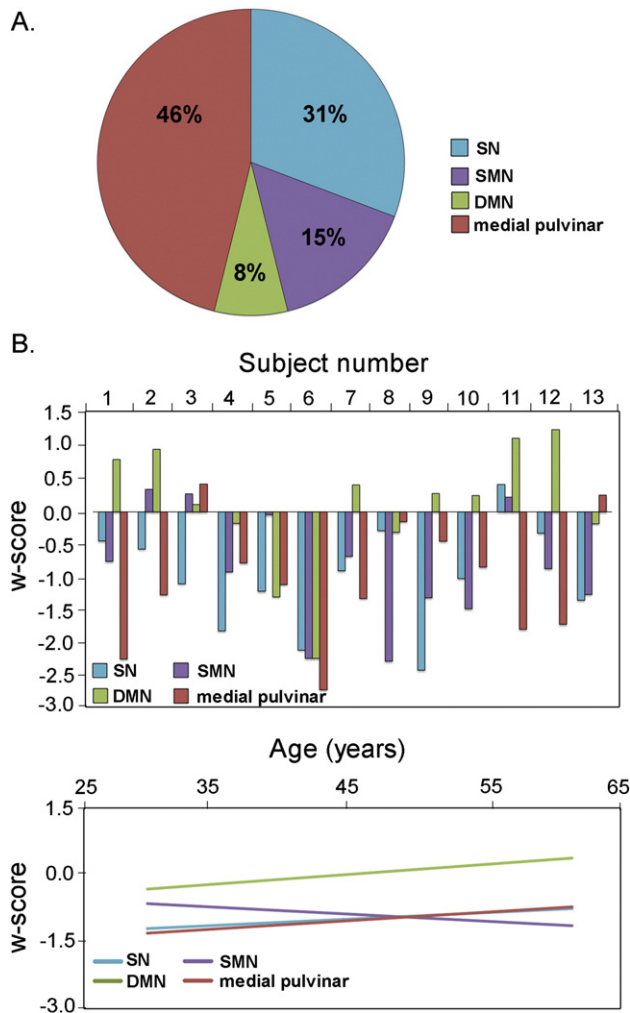 A.
46%
31%
15%
8%
SN
SMN
DMN
medial pulvinar
B.
Subject number
1 2 3 4 5 6 7 8 9 10 11 12 13
1.5
1.0
0.5
0.0
-0.5
-1.0
-1.5
-2.0
-2.5
-3.0
w-score
SN SMN
DMN medial pulvinar
Age (years)
25 35 45 55 65
1.5
0.0
-1.5
-3.0
w-score
SN SMN
DMN medial pulvinar